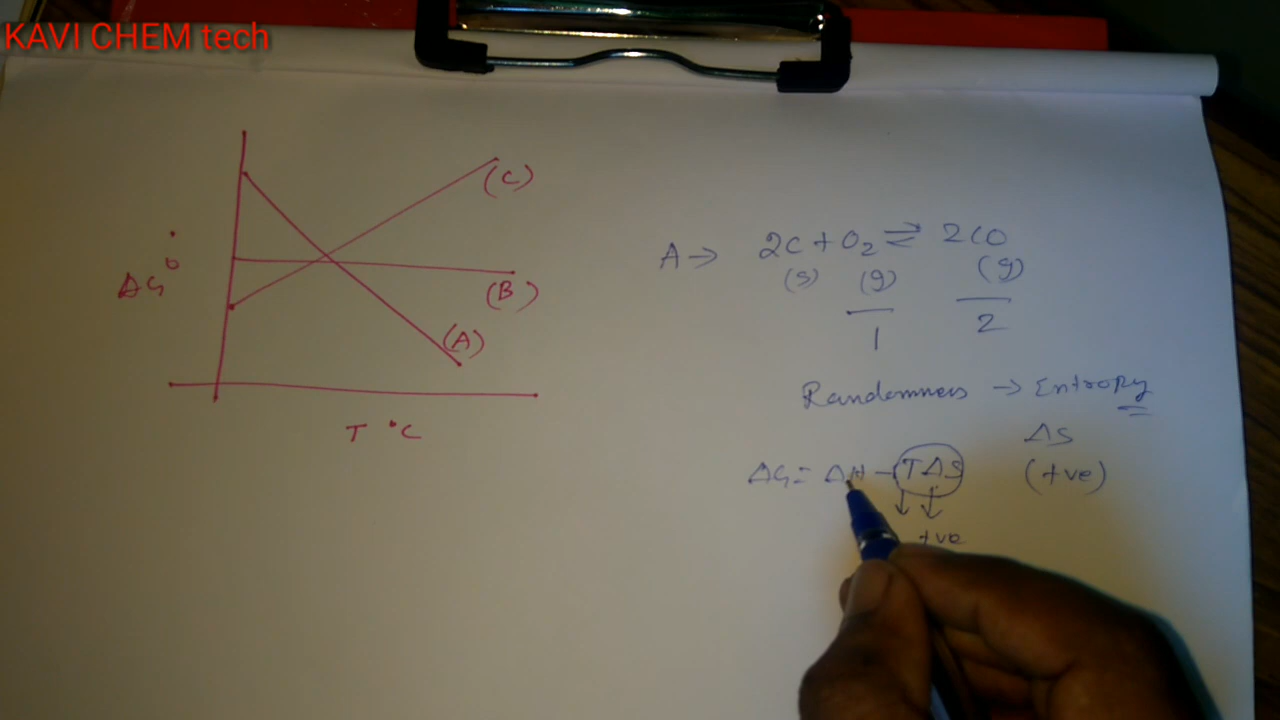 KAVI CHEM tech
(C)
ΔG°
(B)
(A)
T °C
A → 2C + O2 ⇌ 2CO
(s) (g) (g)
1 2
Randomness → Entropy
ΔS
ΔG = ΔH - TΔS (+ve)
↓ ↓
+ve